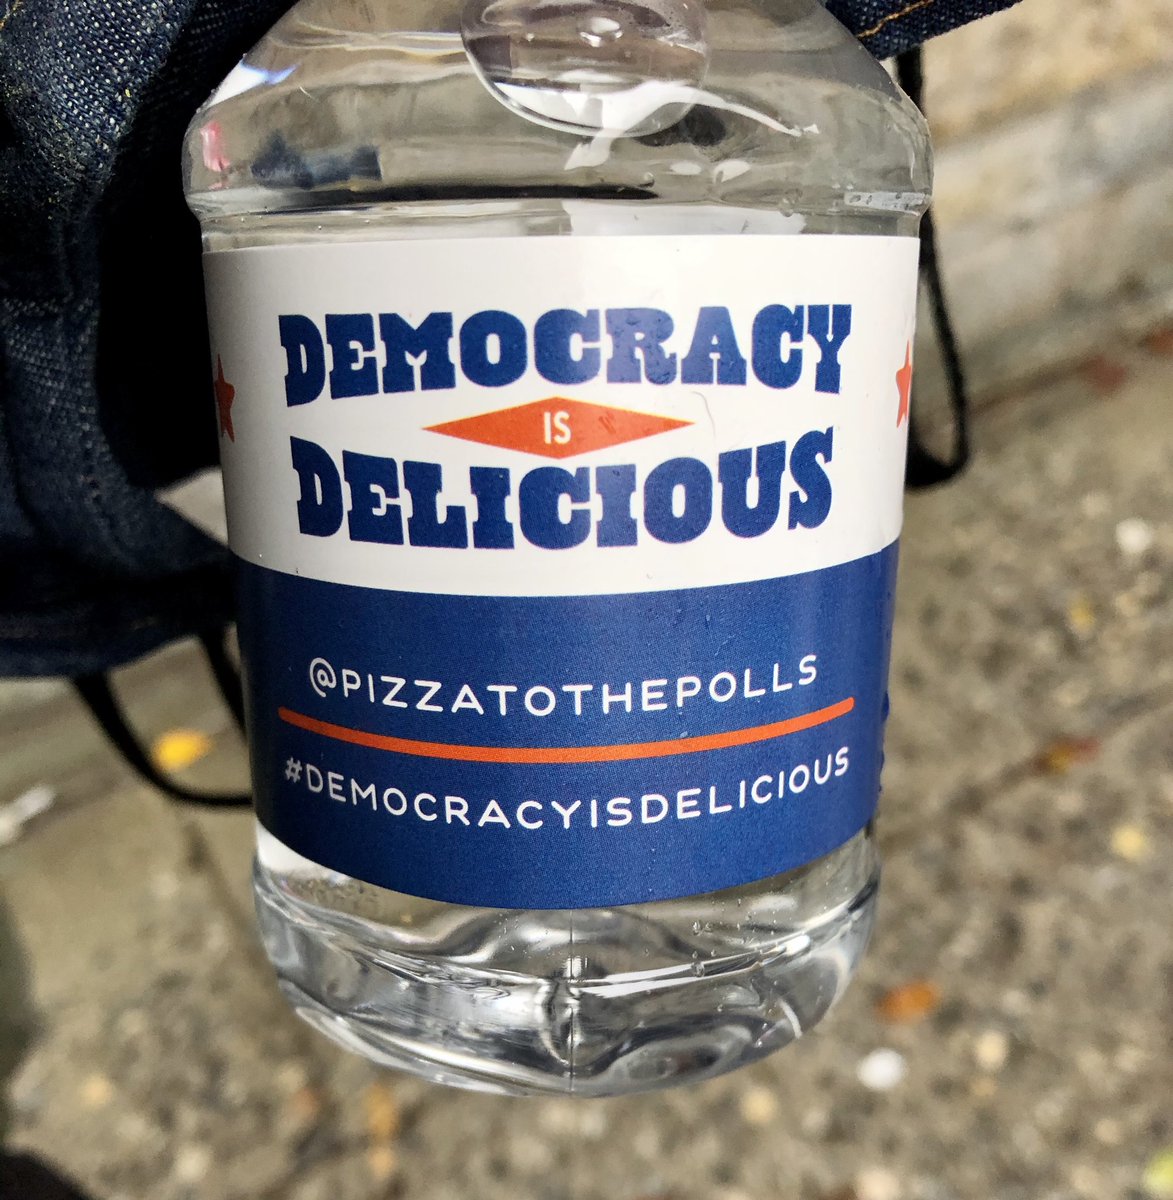 DEMOCRACY
IS
DELICIOUS
@PIZZATOTHEPOLLS
#DEMOCRACYISDELICIOUS